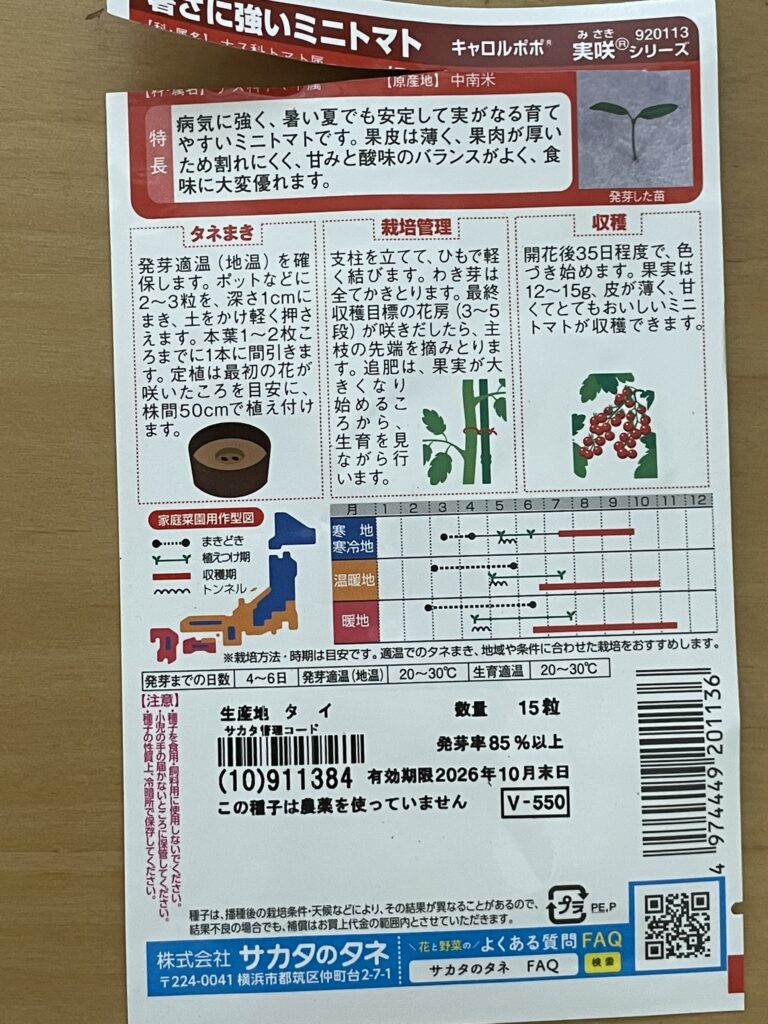 暑さに強いミニトマト キャロルポポ® 実咲®シリーズ 920113
みさき
【科・属名】ナス科トマト属 【原産地】中南米
特長
病気に強く、暑い夏でも安定して実がなる育て
やすいミニトマトです。果皮は薄く、果肉が厚い
ため割れにくく、甘みと酸味のバランスがよく、食
味に大変優れます。
発芽した苗
タネまき
発芽適温(地温)を確
保します。ポットなどに
2~3粒を、深さ1cmに
まき、土をかけ軽く押さ
えます。本葉1~2枚こ
ろまでに1本に間引きま
す。定植は最初の花が
咲いたころを目安に、
株間50cmで植え付け
ます。
栽培管理
支柱を立てて、ひもで軽
く結びます。わき芽は
全てかきとります。最終
収穫目標の花房(3~5
段)が咲きだしたら、主
枝の先端を摘みとりま
す。追肥は、果実が大
きくなり
始めるこ
ろから、
生育を見
ながら行
います。
収穫
開花後35日程度で、色
づき始めます。果実は
12~15g、皮が薄く、甘
くてとてもおいしいミニ
トマトが収穫できます。
家庭菜園用作型図
まきどき
植えつけ期
収穫期
トンネル
月 1 2 3 4 5 6 7 8 9 10 11 12
寒地
寒冷地
温暖地
暖地
※栽培方法・時期は目安です。適温でのタネまき、地域や条件に合わせた栽培をおすすめします。
発芽までの日数 4~6日 発芽適温(地温) 20~30℃ 生育適温 20~30℃
【注意】
・種子を食用・飼料用に使用しないでください。
・小児の手の届かないところに保管してください。
・種子の性質上、冷暗所で保存してください。
生産地 タイ 数量 15粒
サカタ管理コード
発芽率85%以上
(10)911384 有効期限2026年10月末日
この種子は農薬を使っていません V-550
4 974449 201136
種子は、播種後の栽培条件・天候などにより、その結果が異なることがあるので、
結果不良の場合でも、補償はお買上代金の範囲内とさせていただきます。
プラ PE,P
株式会社 サカタのタネ
〒224-0041 横浜市都筑区仲町台2-7-1
\花と野菜の/よくある質問FAQ
サカタのタネ FAQ 検索